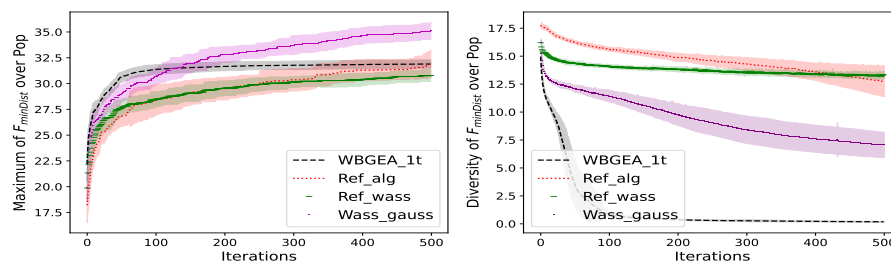 Maximum of F_minDist over Pop
35.0
32.5
30.0
27.5
25.0
22.5
20.0
17.5
0
100
200
300
400
500
Iterations
WBGEA_1t
Ref_alg
Ref_wass
Wass_gauss
Diversity of F_minDist over Pop
17.5
15.0
12.5
10.0
7.5
5.0
2.5
0.0
0
100
200
300
400
500
Iterations
WBGEA_1t
Ref_alg
Ref_wass
Wass_gauss